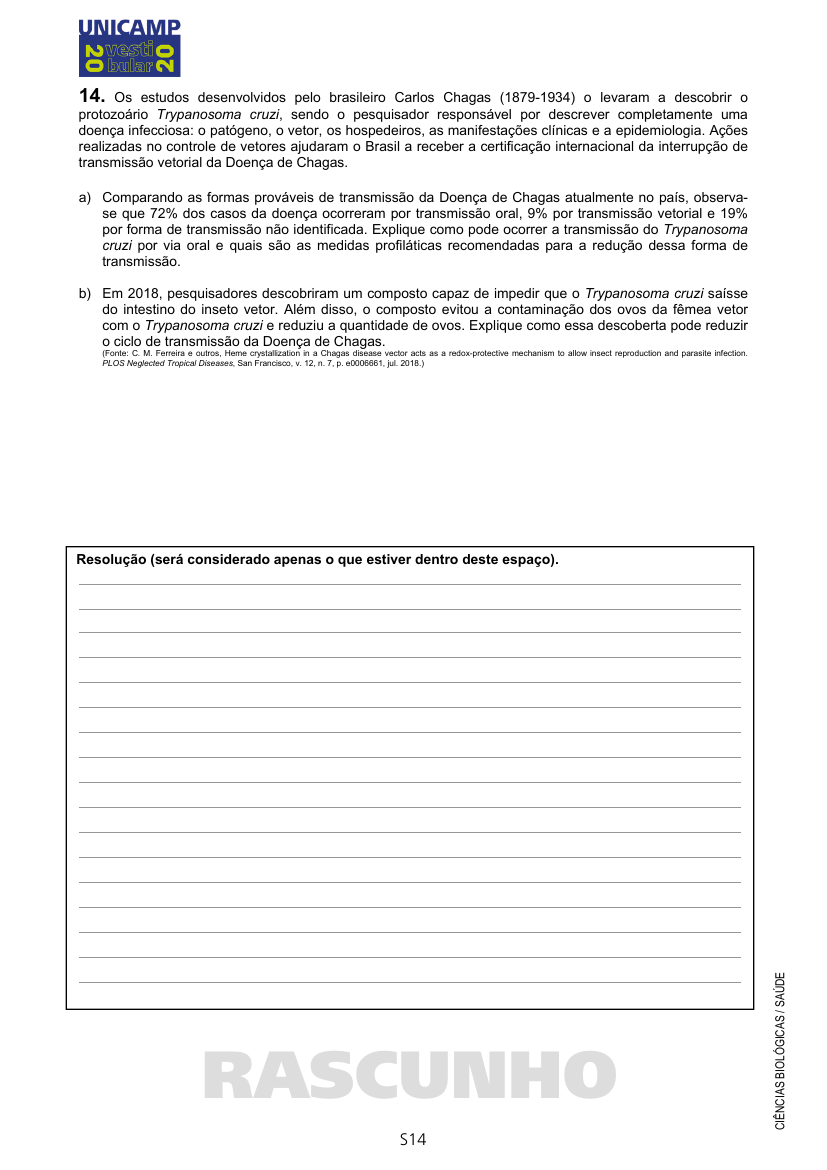 UNICAMP
20 vesti 20
bular
14. Os estudos desenvolvidos pelo brasileiro Carlos Chagas (1879-1934) o levaram a descobrir o
protozoário Trypanosoma cruzi, sendo o pesquisador responsável por descrever completamente uma
doença infecciosa: o patógeno, o vetor, os hospedeiros, as manifestações clínicas e a epidemiologia. Ações
realizadas no controle de vetores ajudaram o Brasil a receber a certificação internacional da interrupção de
transmissão vetorial da Doença de Chagas.
a) Comparando as formas prováveis de transmissão da Doença de Chagas atualmente no país, observa-
se que 72% dos casos da doença ocorreram por transmissão oral, 9% por transmissão vetorial e 19%
por forma de transmissão não identificada. Explique como pode ocorrer a transmissão do Trypanosoma
cruzi por via oral e quais são as medidas profiláticas recomendadas para a redução dessa forma de
transmissão.
b) Em 2018, pesquisadores descobriram um composto capaz de impedir que o Trypanosoma cruzi saísse
do intestino do inseto vetor. Além disso, o composto evitou a contaminação dos ovos da fêmea vetor
com o Trypanosoma cruzi e reduziu a quantidade de ovos. Explique como essa descoberta pode reduzir
o ciclo de transmissão da Doença de Chagas.
(Fonte: C. M. Ferreira e outros, Heme crystallization in a Chagas disease vector acts as a redox-protective mechanism to allow insect reproduction and parasite infection.
PLOS Neglected Tropical Diseases, San Francisco, v. 12, n. 7, p. e0006661, jul. 2018.)
Resolução (será considerado apenas o que estiver dentro deste espaço).
CIÊNCIAS BIOLÓGICAS / SAÚDE
RASCUNHO
S14